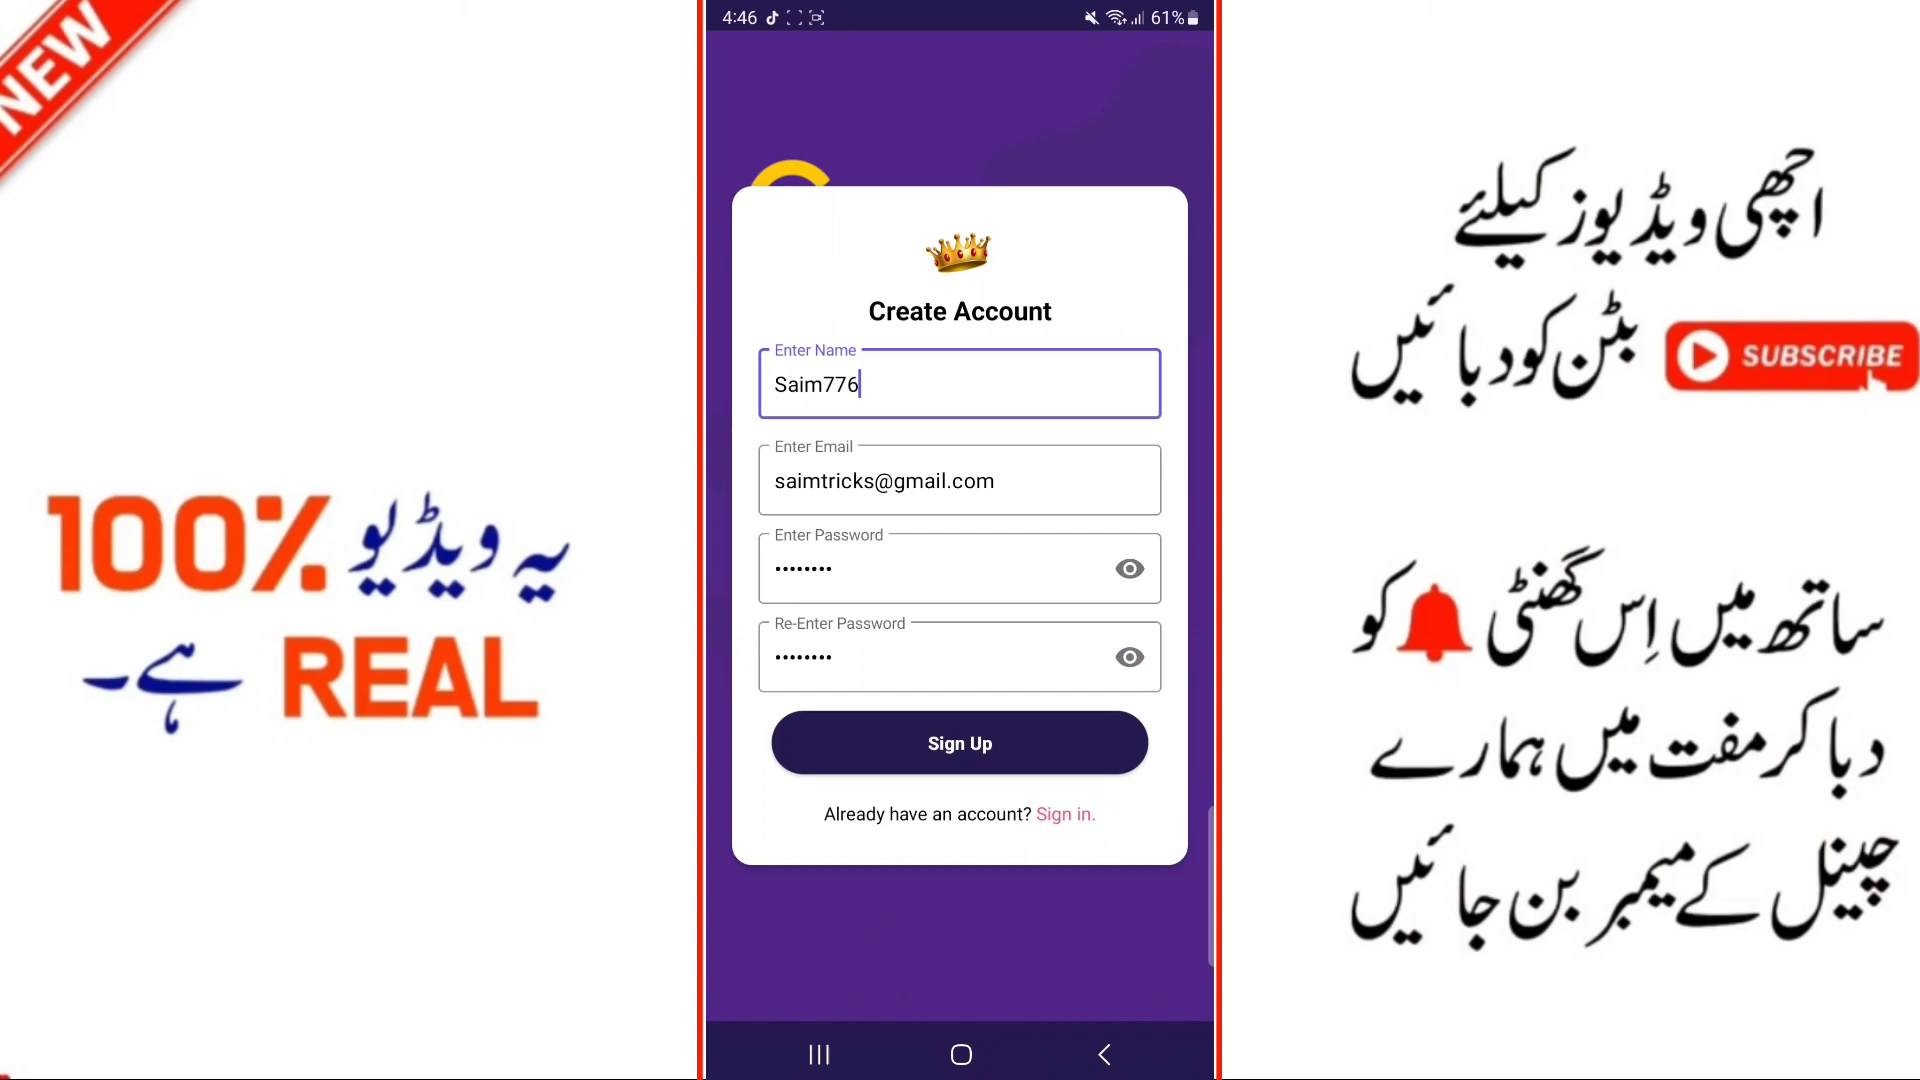 NEW
یہ ویڈیو 100%
REAL ہے۔
4:46
61%
Create Account
Enter Name
Saim776
Enter Email
saimtricks@gmail.com
Enter Password
••••••••
Re-Enter Password
••••••••
Sign Up
Already have an account? Sign in.
اچھی ویڈیوز کیلئے
بٹن کو دبائیں SUBSCRIBE
ساتھ میں اِس گھنٹی کو
دبا کر مفت میں ہمارے
چینل کے میمبر بن جائیں